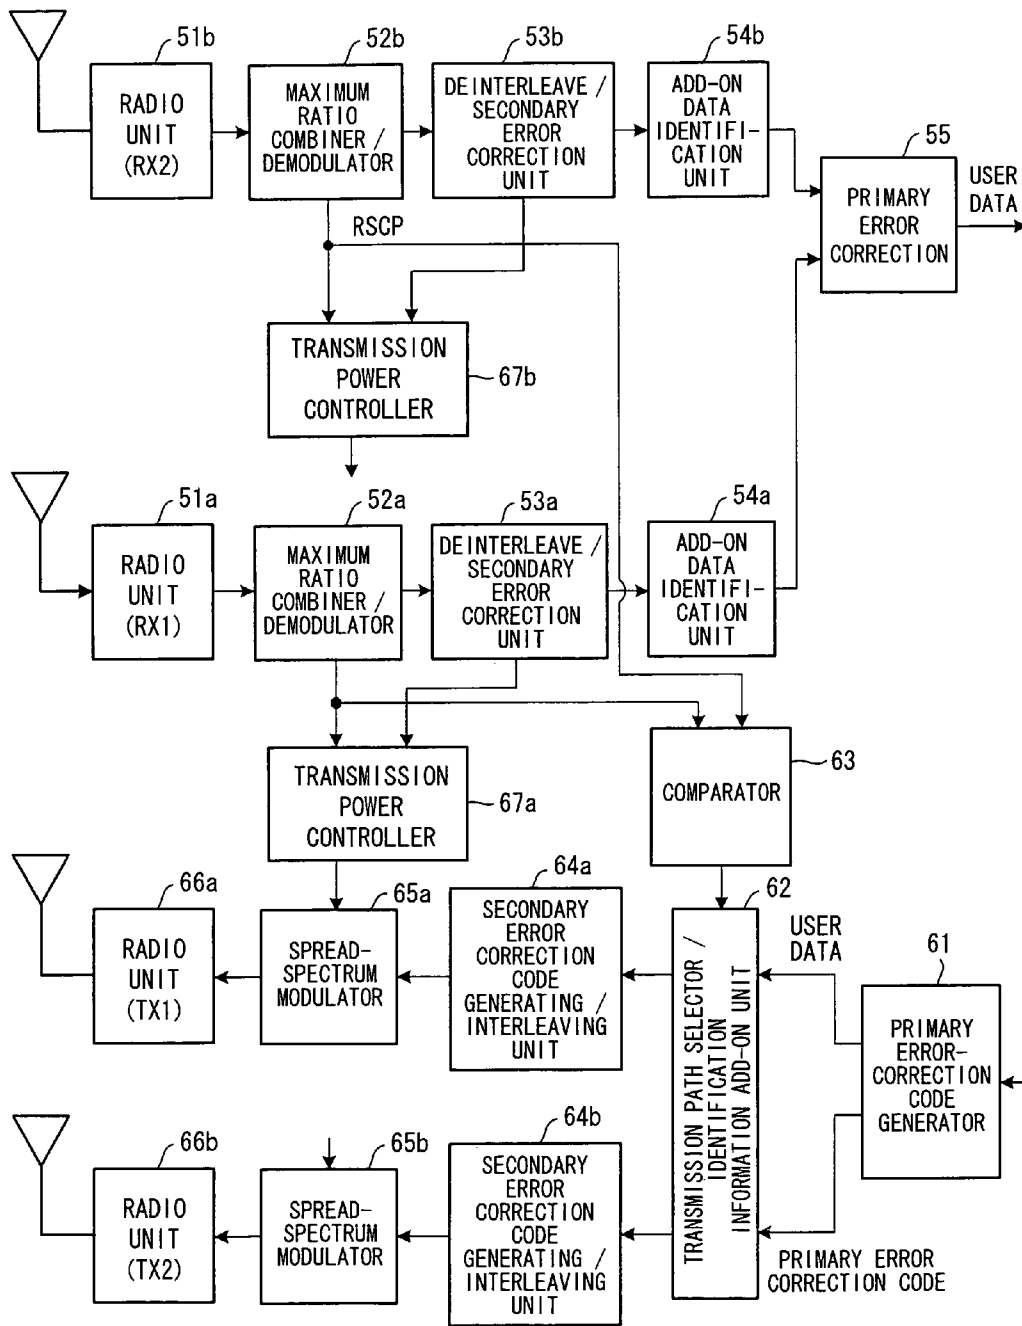 51b
RADIO
UNIT
(RX2)
52b
MAXIMUM
RATIO
COMBINER /
DEMODULATOR
53b
DEINTERLEAVE /
SECONDARY
ERROR
CORRECTION
UNIT
54b
ADD-ON
DATA
IDENTIFI-
CATION
UNIT
55
PRIMARY
ERROR
CORRECTION
USER
DATA
RSCP
TRANSMISSION
POWER
CONTROLLER
67b
51a
RADIO
UNIT
(RX1)
52a
MAXIMUM
RATIO
COMBINER /
DEMODULATOR
53a
DEINTERLEAVE /
SECONDARY
ERROR
CORRECTION
UNIT
54a
ADD-ON
DATA
IDENTIFI-
CATION
UNIT
TRANSMISSION
POWER
CONTROLLER
67a
COMPARATOR
63
66a
RADIO
UNIT
(TX1)
65a
SPREAD-
SPECTRUM
MODULATOR
64a
SECONDARY
ERROR
CORRECTION
CODE
GENERATING /
INTERLEAVING
UNIT
62
TRANSMISSION PATH SELECTOR /
IDENTIFICATION
INFORMATION ADD-ON UNIT
USER
DATA
61
PRIMARY
ERROR-
CORRECTION
CODE
GENERATOR
66b
RADIO
UNIT
(TX2)
65b
SPREAD-
SPECTRUM
MODULATOR
64b
SECONDARY
ERROR
CORRECTION
CODE
GENERATING /
INTERLEAVING
UNIT
PRIMARY ERROR
CORRECTION CODE